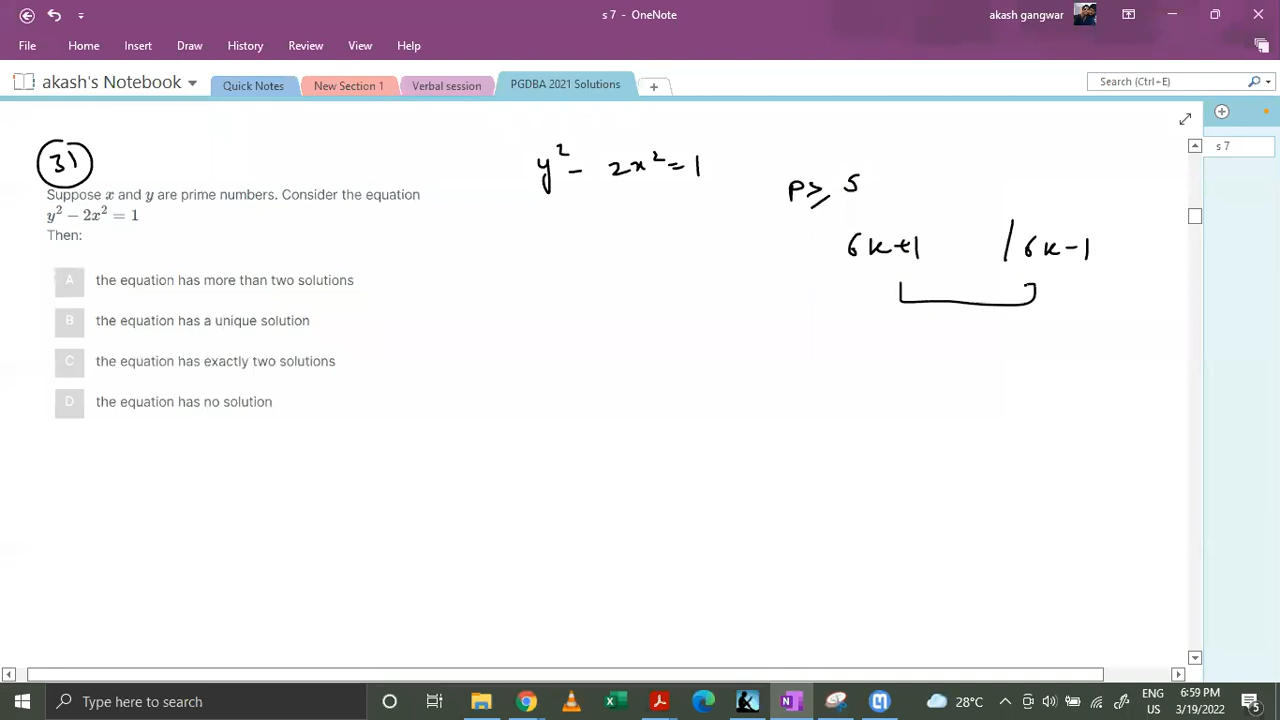 s 7 - OneNote
akash gangwar
File Home Insert Draw History Review View Help
akash's Notebook
Quick Notes New Section 1 Verbal session PGDBA 2021 Solutions +
Search (Ctrl+E)
s 7
31
y² - 2x² = 1
P ≥ 5
6k+1 / 6k-1
Suppose x and y are prime numbers. Consider the equation
y² − 2x² = 1
Then:
A the equation has more than two solutions
B the equation has a unique solution
C the equation has exactly two solutions
D the equation has no solution
Type here to search
28°C
ENG
US
6:59 PM
3/19/2022
5